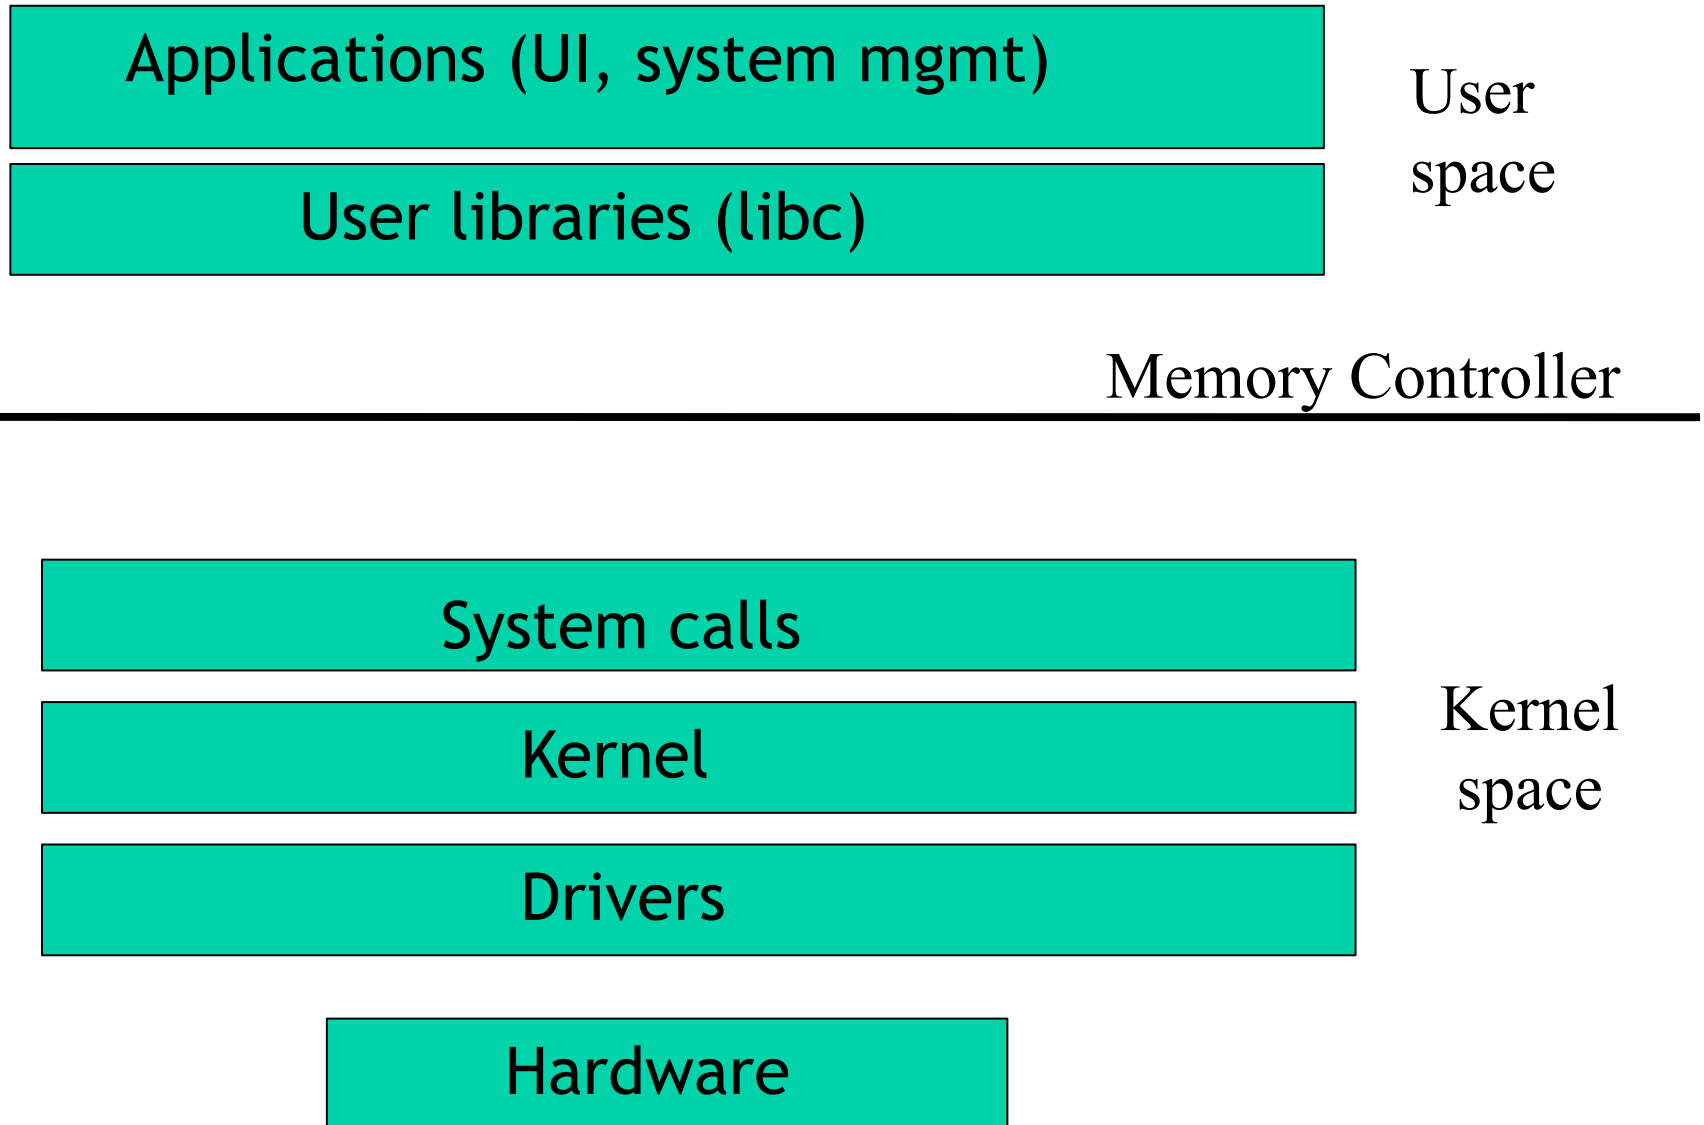 Applications (UI, system mgmt)
User
space
User libraries (libc)
Memory Controller
System calls
Kernel
Kernel
space
Drivers
Hardware